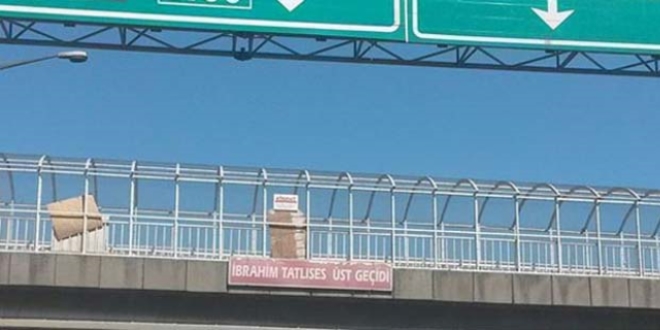 İBRAHİM TATLISES ÜST GEÇİDİ